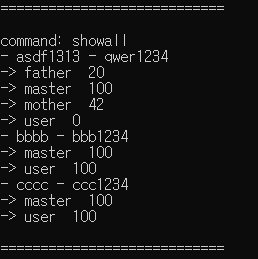 ============================
command: showall
- asdf1313 - qwer1234
-> father  20
-> master  100
-> mother  42
-> user  0
- bbbb - bbb1234
-> master  100
-> user  100
- cccc - ccc1234
-> master  100
-> user  100
============================